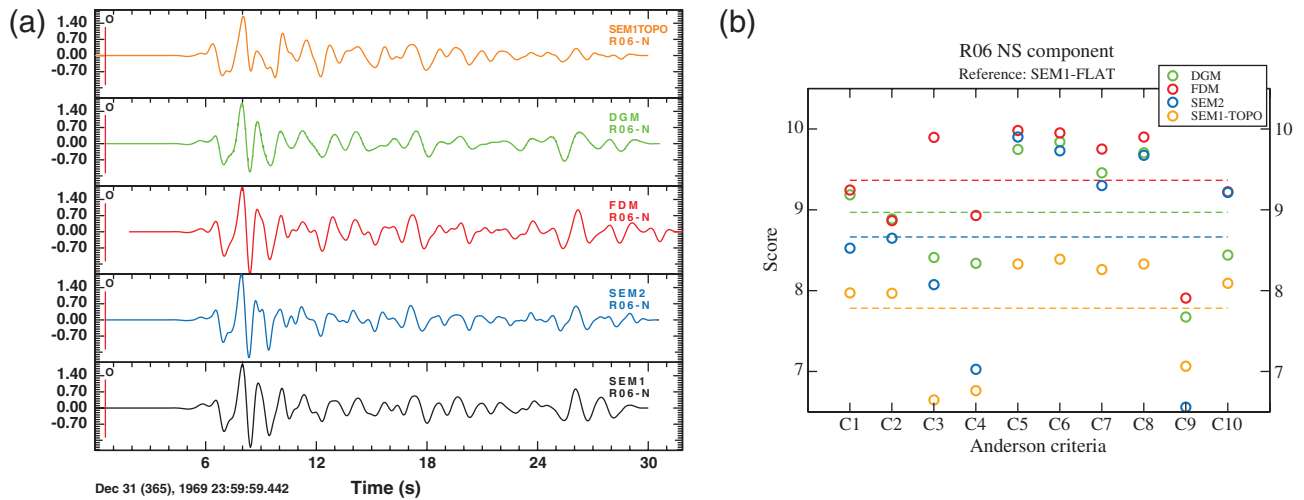 (a)
1.40
0.70
0.00
-0.70
O
SEM1TOPO
R06-N
1.40
0.70
0.00
-0.70
O
DGM
R06-N
1.40
0.70
0.00
-0.70
O
FDM
R06-N
1.40
0.70
0.00
-0.70
O
SEM2
R06-N
1.40
0.70
0.00
-0.70
O
SEM1
R06-N
6 12 18 24 30
Dec 31 (365), 1969 23:59:59.442
Time (s)
(b)
R06 NS component
Reference: SEM1-FLAT
DGM
FDM
SEM2
SEM1-TOPO
10 10
9 9
8 8
7 7
Score
C1 C2 C3 C4 C5 C6 C7 C8 C9 C10
Anderson criteria